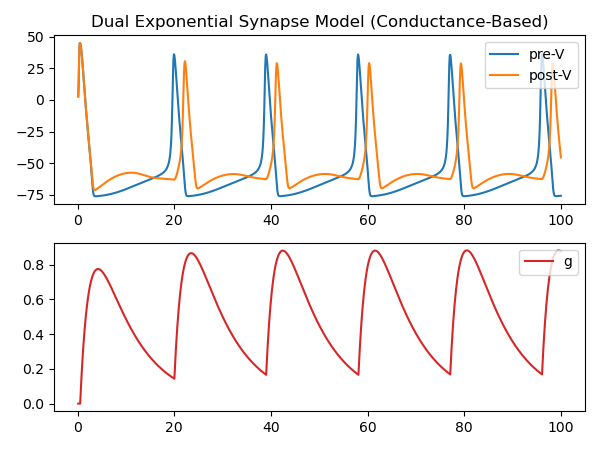 Dual Exponential Synapse Model (Conductance-Based)
50
25
0
−25
−50
−75
pre-V
post-V
0 20 40 60 80 100
0.8
0.6
0.4
0.2
0.0
g
0 20 40 60 80 100